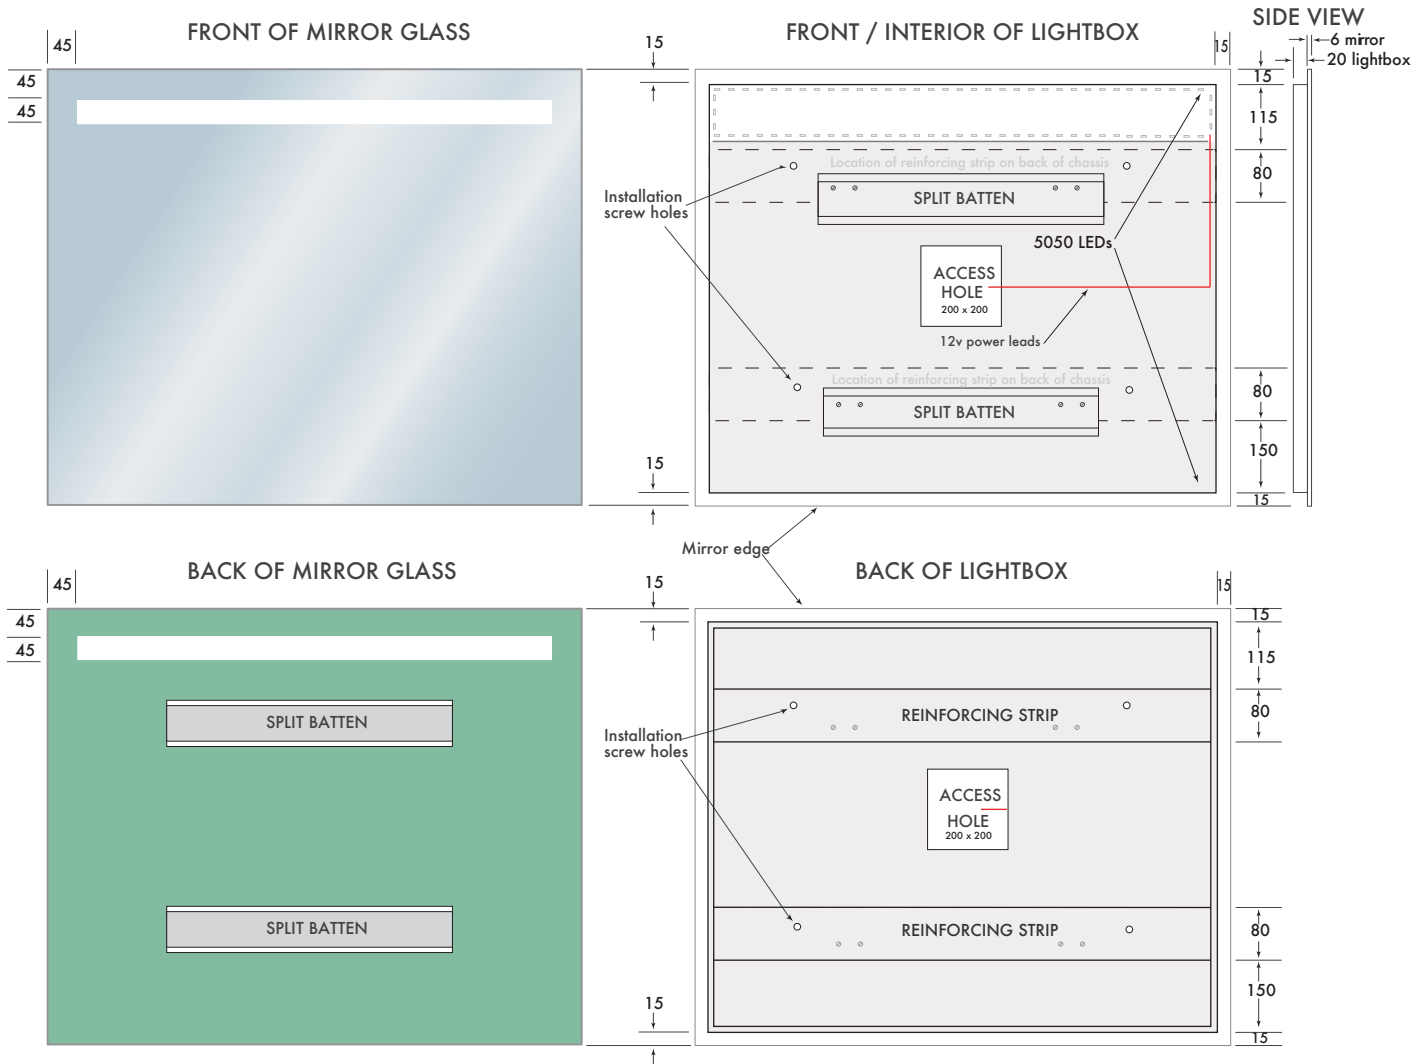 FRONT OF MIRROR GLASS
45
45
45
FRONT / INTERIOR OF LIGHTBOX
15
15
SIDE VIEW
6 mirror
20 lightbox
15
115
80
80
150
15
Location of reinforcing strip on back of chassis
SPLIT BATTEN
Installation
screw holes
5050 LEDs
ACCESS
HOLE
200 x 200
12v power leads
Location of reinforcing strip on back of chassis
SPLIT BATTEN
15
Mirror edge
BACK OF MIRROR GLASS
45
45
45
SPLIT BATTEN
SPLIT BATTEN
BACK OF LIGHTBOX
15
15
15
115
80
80
150
15
REINFORCING STRIP
Installation
screw holes
ACCESS
HOLE
200 x 200
REINFORCING STRIP
15